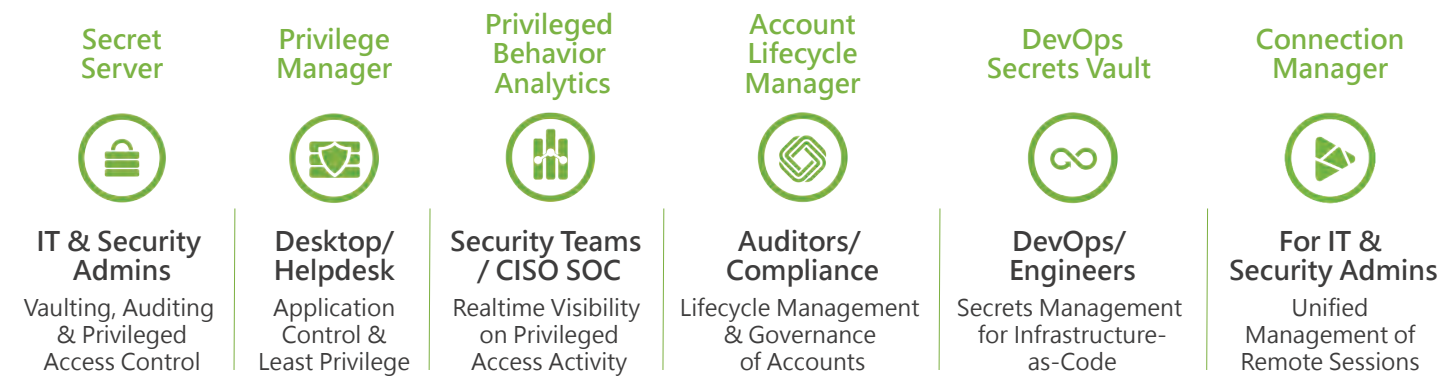 Secret
Server
IT & Security
Admins
Vaulting, Auditing
& Privileged
Access Control
Privilege
Manager
Desktop/
Helpdesk
Application
Control &
Least Privilege
Privileged
Behavior
Analytics
Security Teams
/ CISO SOC
Realtime Visibility
on Privileged
Access Activity
Account
Lifecycle
Manager
Auditors/
Compliance
Lifecycle Management
& Governance
of Accounts
DevOps
Secrets Vault
DevOps/
Engineers
Secrets Management
for Infrastructure-
as-Code
Connection
Manager
For IT &
Security Admins
Unified
Management of
Remote Sessions